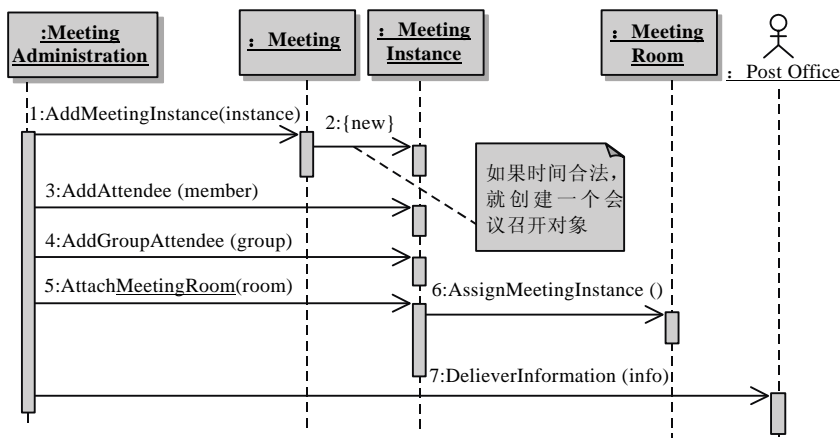 :Meeting
Administration
：Meeting
：Meeting
Instance
：Meeting
Room
：Post Office
1:AddMeetingInstance(instance)
2:{new}
如果时间合法，
就创建一个会
议召开对象
3:AddAttendee (member)
4:AddGroupAttendee (group)
5:AttachMeetingRoom(room)
6:AssignMeetingInstance ()
7:DelieverInformation (info)